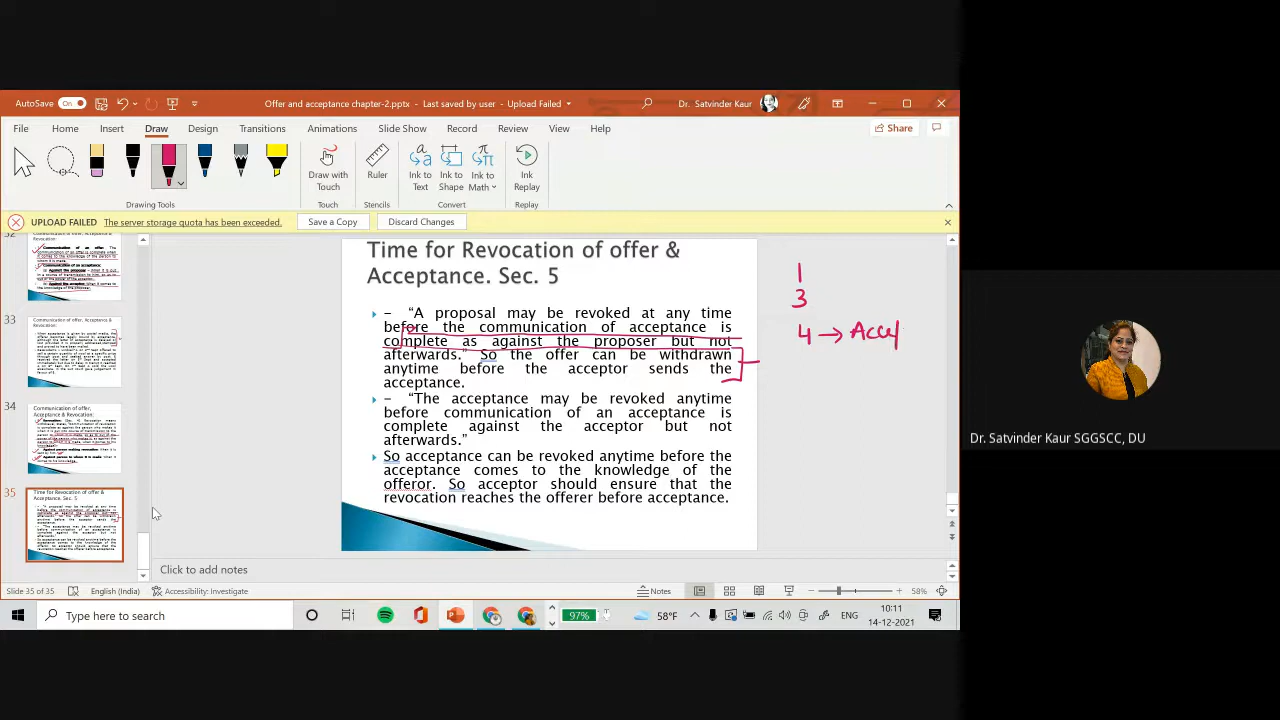 AutoSave On Offer and acceptance chapter-2.pptx - Last saved by user - Upload Failed Dr. Satvinder Kaur
File Home Insert Draw Design Transitions Animations Slide Show Record Review View Help Share
Draw with Touch Ruler Ink to Text Ink to Shape Ink to Math Ink Replay
Drawing Tools Stencils Convert Replay
UPLOAD FAILED The server storage quota has been exceeded. Save a Copy Discard Changes
Time for Revocation of offer &
Acceptance. Sec. 5
– “A proposal may be revoked at any time
before the communication of acceptance is
complete as against the proposer but not
afterwards.” So the offer can be withdrawn
anytime before the acceptor sends the
acceptance.
– “The acceptance may be revoked anytime
before communication of an acceptance is
complete against the acceptor but not
afterwards.”
So acceptance can be revoked anytime before the
acceptance comes to the knowledge of the
offeror. So acceptor should ensure that the
revocation reaches the offerer before acceptance.
1
3
4 → Accep
33
34
35
Dr. Satvinder Kaur SGGSCC, DU
Click to add notes
Slide 35 of 35 English (India) Accessibility: Investigate Notes 58%
Type here to search 97% 58°F ENG 10:11
14-12-2021